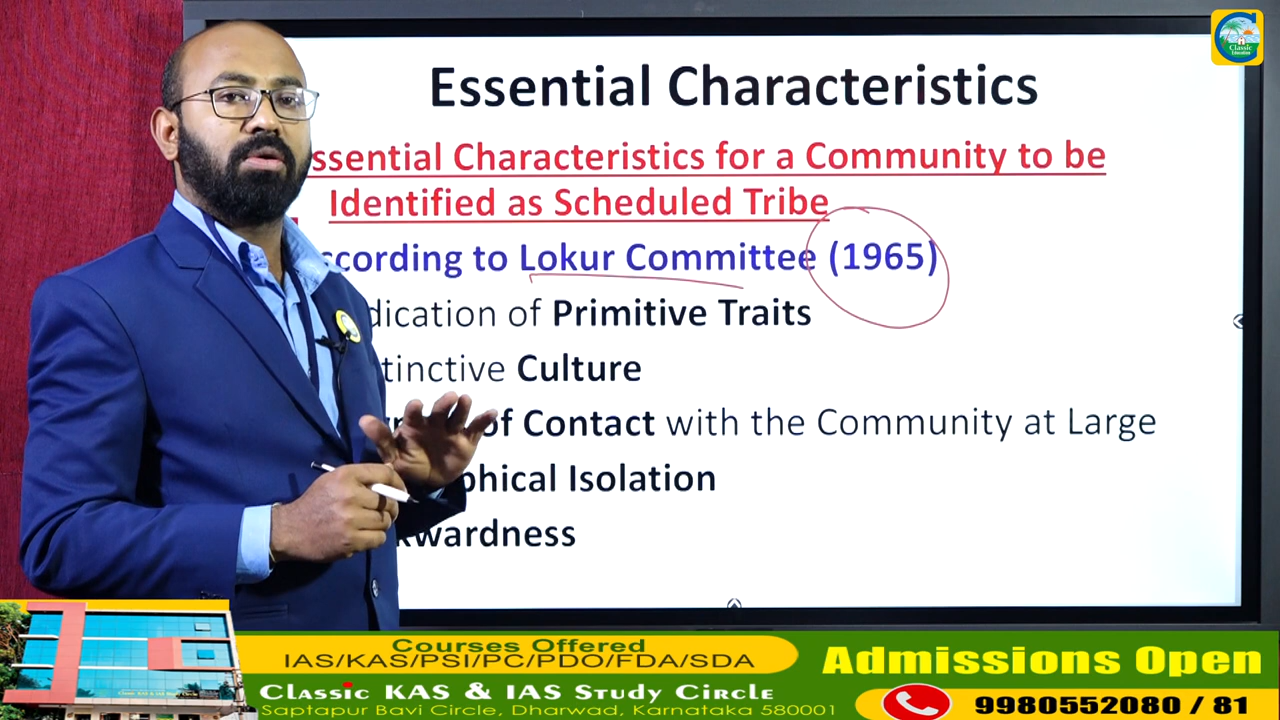 Classic
Education
Essential Characteristics
ssential Characteristics for a Community to be
Identified as Scheduled Tribe
ccording to Lokur Committee (1965)
dication of Primitive Traits
tinctive Culture
of Contact with the Community at Large
phical Isolation
kwardness
Courses Offered
IAS/KAS/PSI/PC/PDO/FDA/SDA
Classic KAS & IAS Study Circle
Saptapur Bavi Circle, Dharwad, Karnataka 580001
Admissions Open
9980552080 / 81